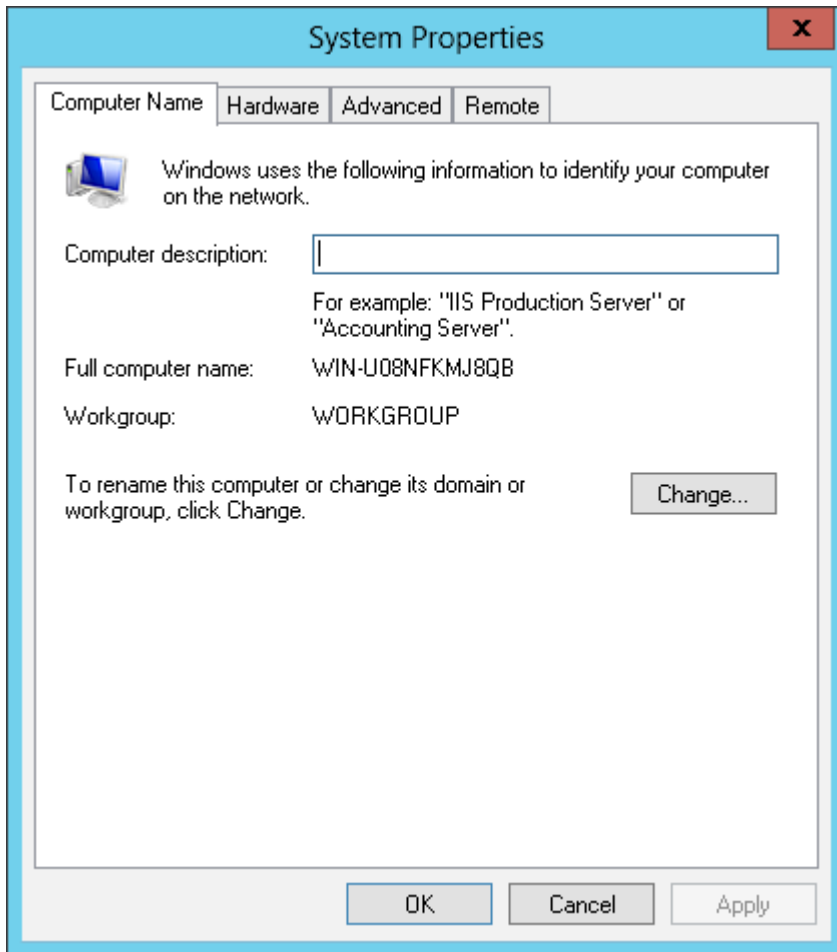 System Properties
x
Computer Name
Hardware
Advanced
Remote
Windows uses the following information to identify your computer
on the network.
Computer description:
For example: "IIS Production Server" or
"Accounting Server".
Full computer name:
WIN-U08NFKMJ8QB
Workgroup:
WORKGROUP
To rename this computer or change its domain or
workgroup, click Change.
Change...
OK
Cancel
Apply